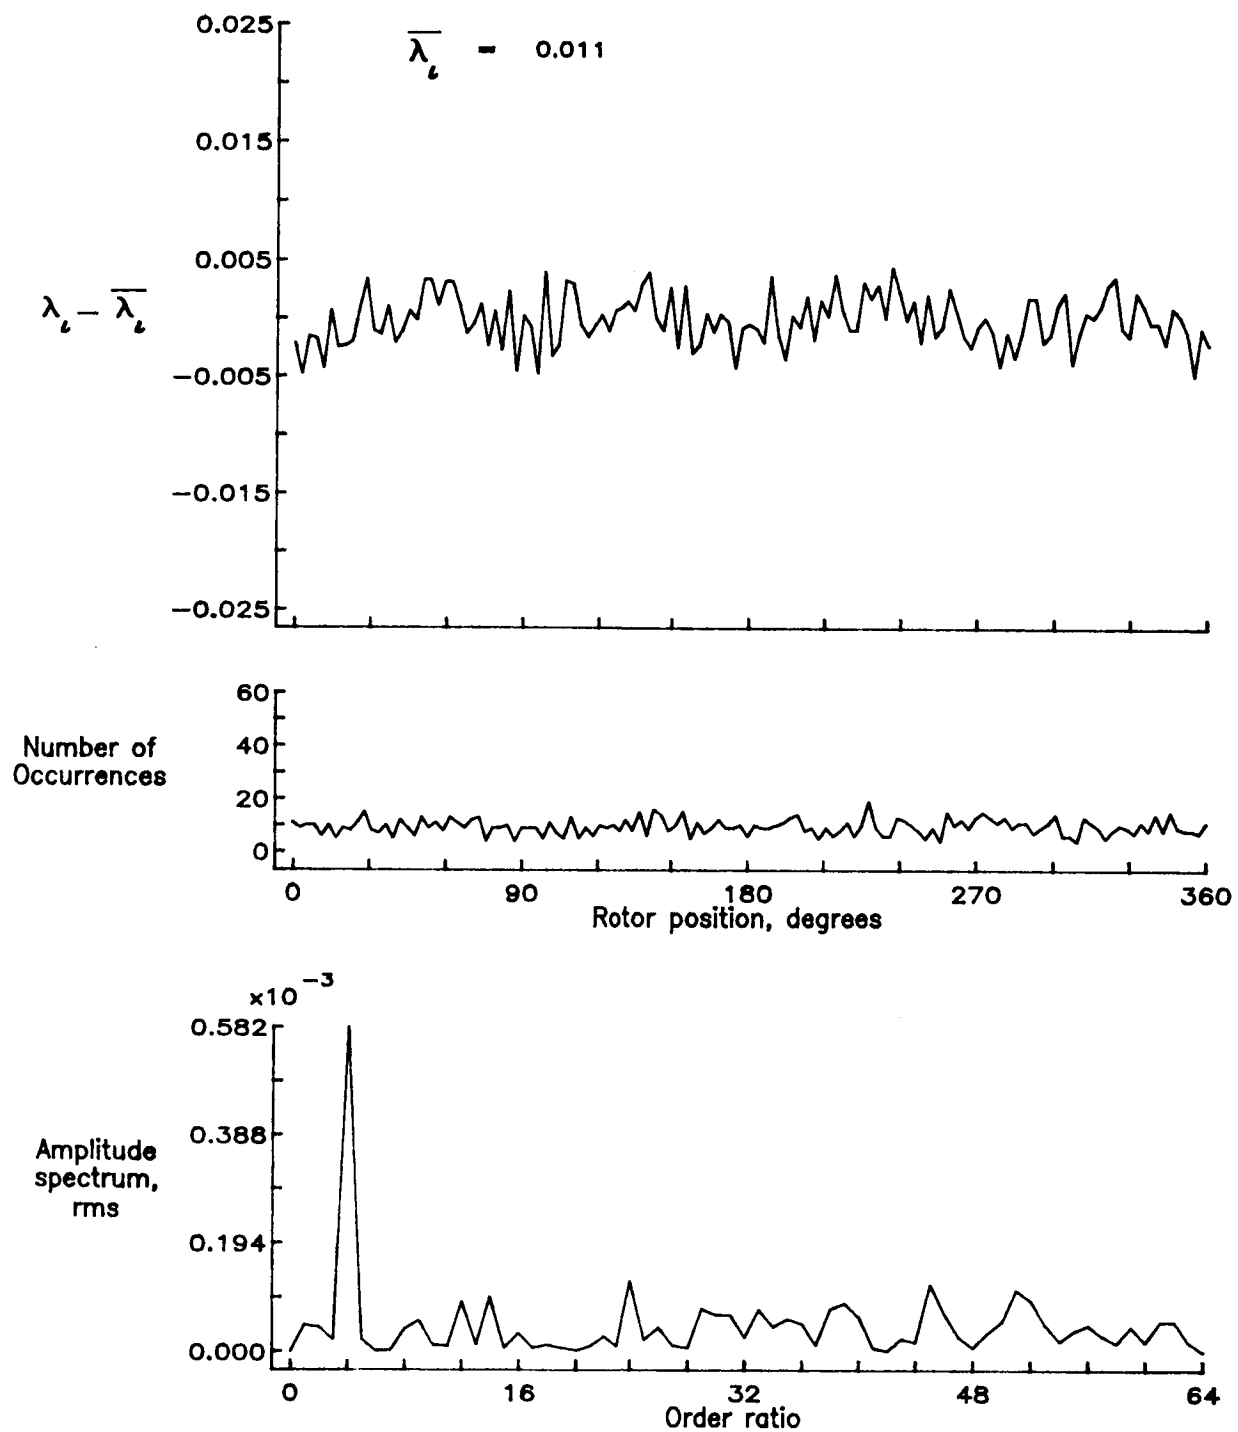 0.025
λ̅ι = 0.011
0.015
0.005
λι − λ̅ι
−0.005
−0.015
−0.025
60
Number of
Occurrences
40
20
0
0 90 180 270 360
Rotor position, degrees
×10 −3
0.582
0.388
Amplitude
spectrum,
rms
0.194
0.000
0 16 32 48 64
Order ratio